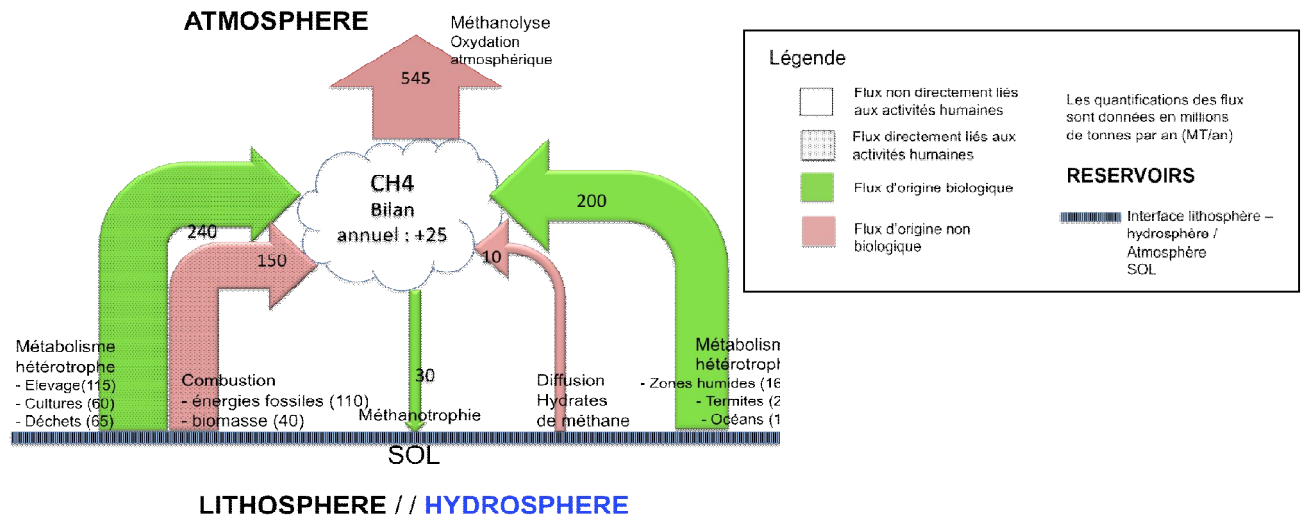 ATMOSPHERE
Méthanolyse
Oxydation
atmosphérique
545
CH4
Bilan
annuel : +25
240
150
200
10
30
Métabolisme
hétérotrophe
- Elevage(115)
- Cultures (60)
- Déchets (65)
Combustion
- énergies fossiles (110)
- biomasse (40)
Méthanotrophie
Diffusion
Hydrates
de méthane
hétérotroph
- Zones humides (16
- Termites (2
- Océans (1
SOL
LITHOSPHERE // HYDROSPHERE
Légende
Flux non directement liés
aux activités humaines
Flux directement liés aux
activités humaines
Flux d'origine biologique
Flux d'origine non
biologique
Les quantifications des flux
sont données en millions
de tonnes par an (MT/an)
RESERVOIRS
Interface lithosphère –
hydrosphère /
Atmosphère
SOL